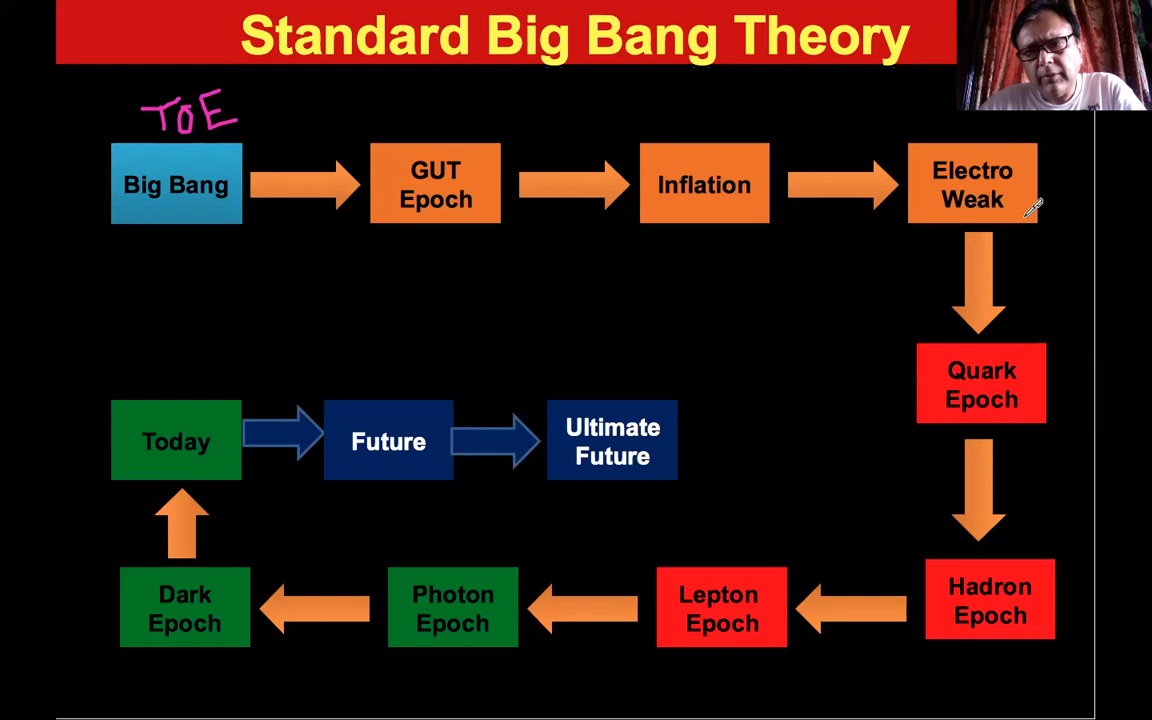 Standard Big Bang Theory
TOE
Big Bang
GUT
Epoch
Inflation
Electro
Weak
Quark
Epoch
Today
Future
Ultimate
Future
Dark
Epoch
Photon
Epoch
Lepton
Epoch
Hadron
Epoch